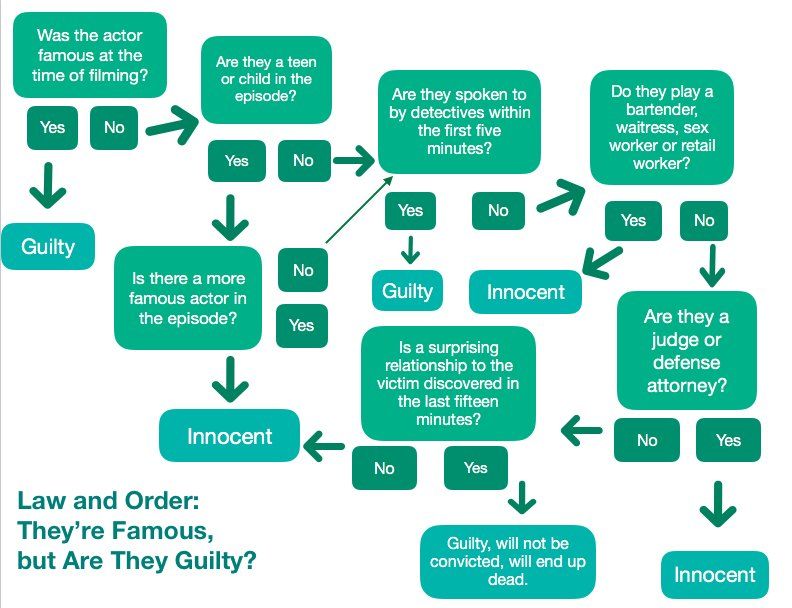 Was the actor
famous at the
time of filming?
Yes
No
Guilty
Are they a teen
or child in the
episode?
Yes
No
Is there a more
famous actor in
the episode?
No
Yes
Innocent
Are they spoken to
by detectives within
the first five
minutes?
Yes
No
Guilty
Do they play a
bartender,
waitress, sex
worker or retail
worker?
Yes
No
Innocent
Are they a
judge or
defense
attorney?
No
Yes
Innocent
Is a surprising
relationship to the
victim discovered in
the last fifteen
minutes?
No
Yes
Guilty, will not be
convicted, will end up
dead.
Law and Order:
They’re Famous,
but Are They Guilty?